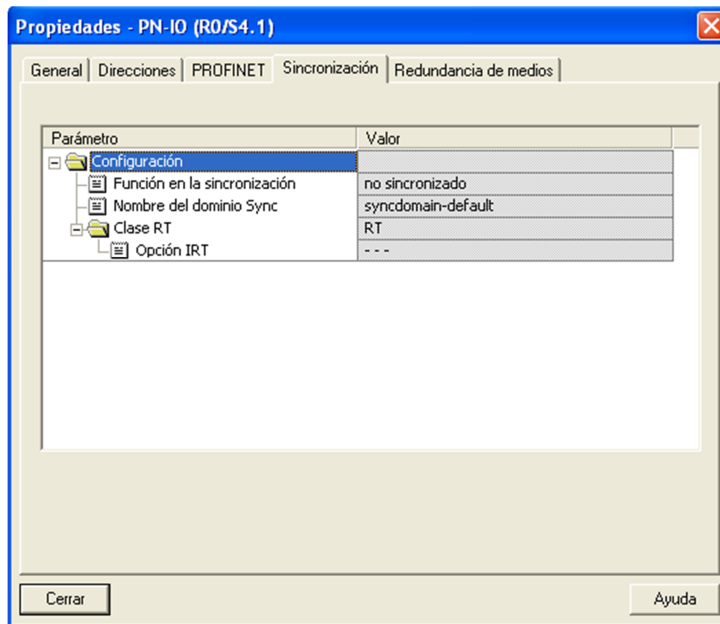 Propiedades - PN-IO (R0/S4.1)
General Direcciones PROFINET Sincronización Redundancia de medios
Parámetro Valor
Configuración
Función en la sincronización no sincronizado
Nombre del dominio Sync syncdomain-default
Clase RT RT
Opción IRT - - -
Cerrar Ayuda